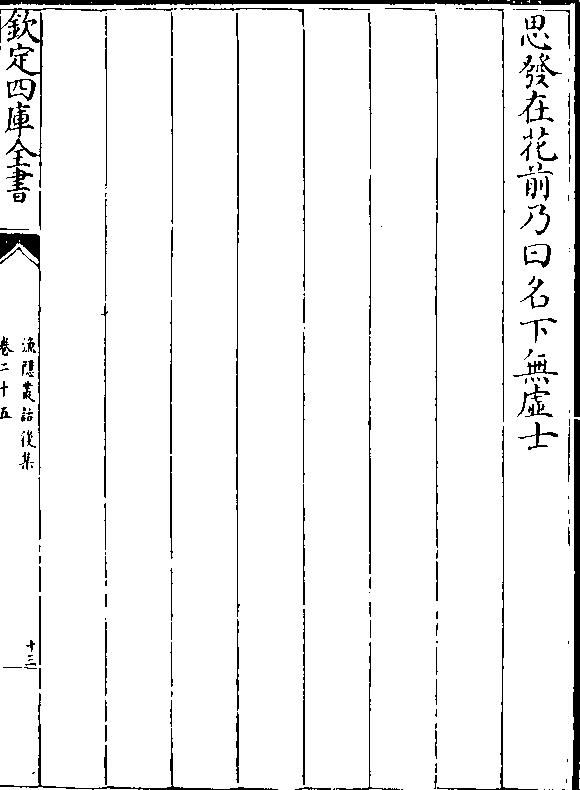 思發在花前乃曰名下無虛士
欽定四庫全書
漁隱叢話後集
卷二十五
十三